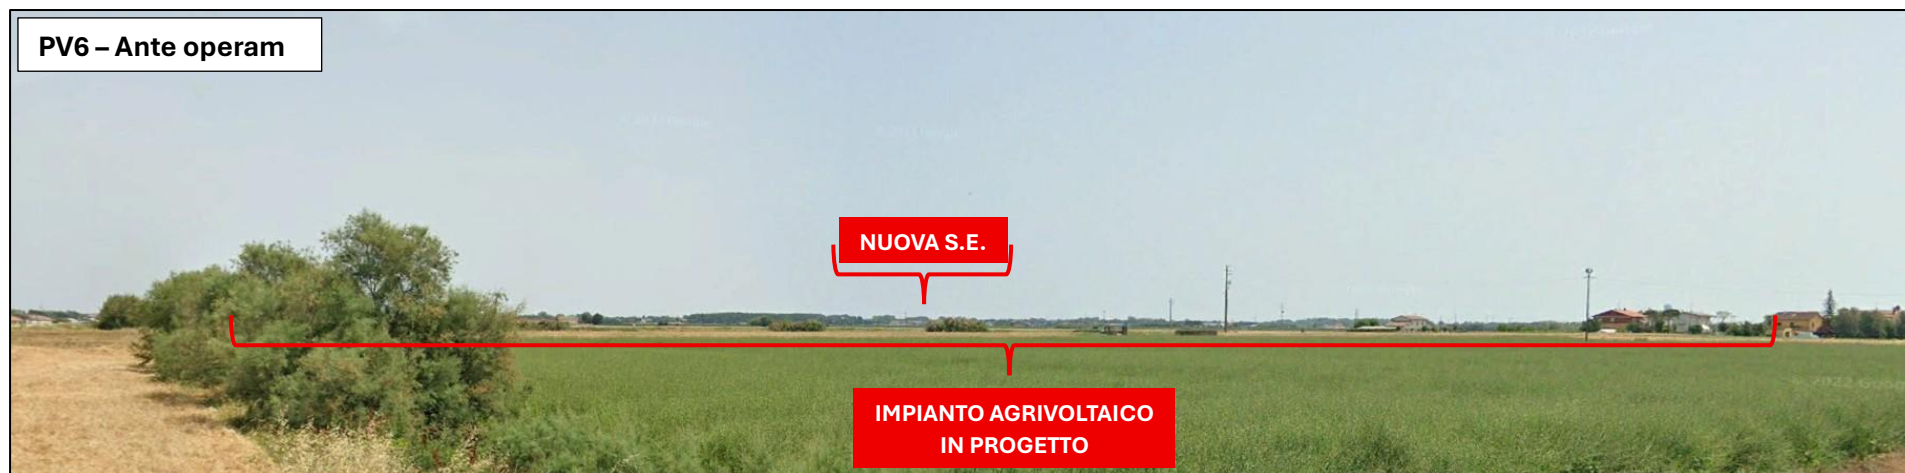 PV6 – Ante operam
NUOVA S.E.
IMPIANTO AGRIVOLTAICO
IN PROGETTO